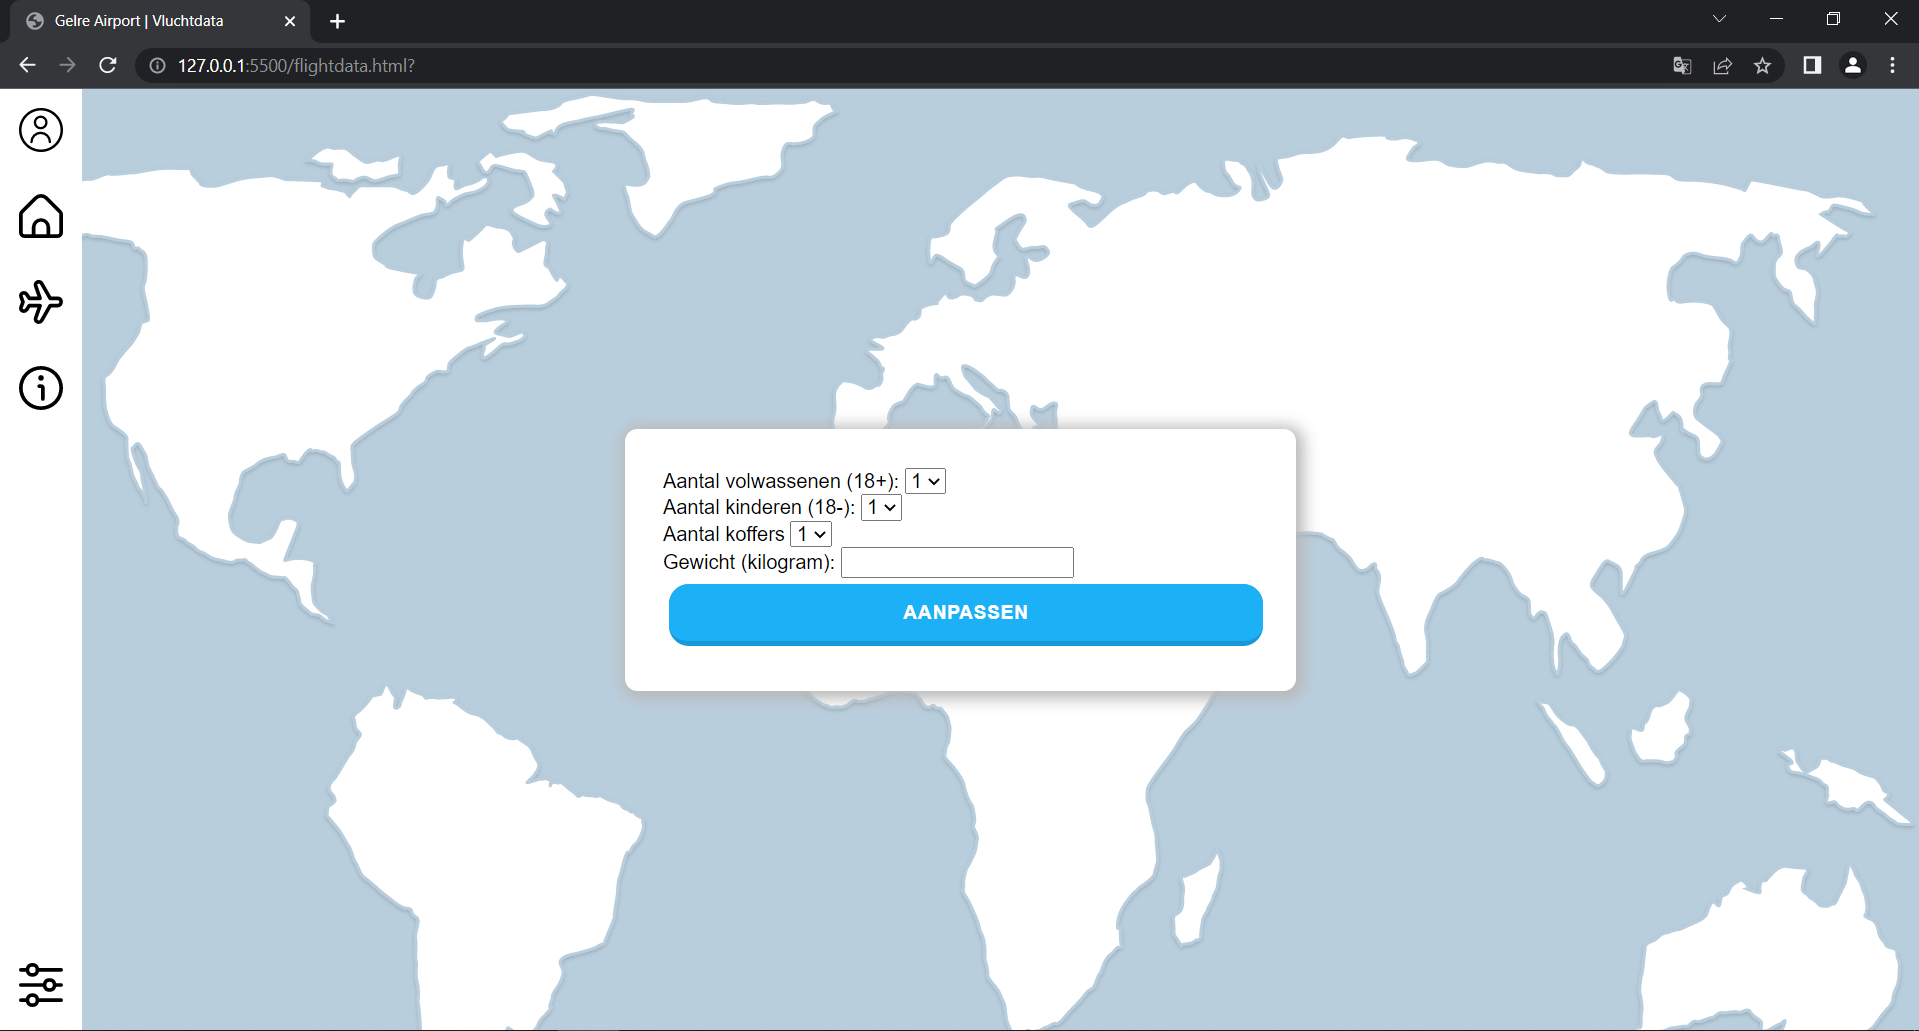 Gelre Airport | Vluchtdata
127.0.0.1:5500/flightdata.html?
Aantal volwassenen (18+): 1
Aantal kinderen (18-): 1
Aantal koffers 1
Gewicht (kilogram):
AANPASSEN